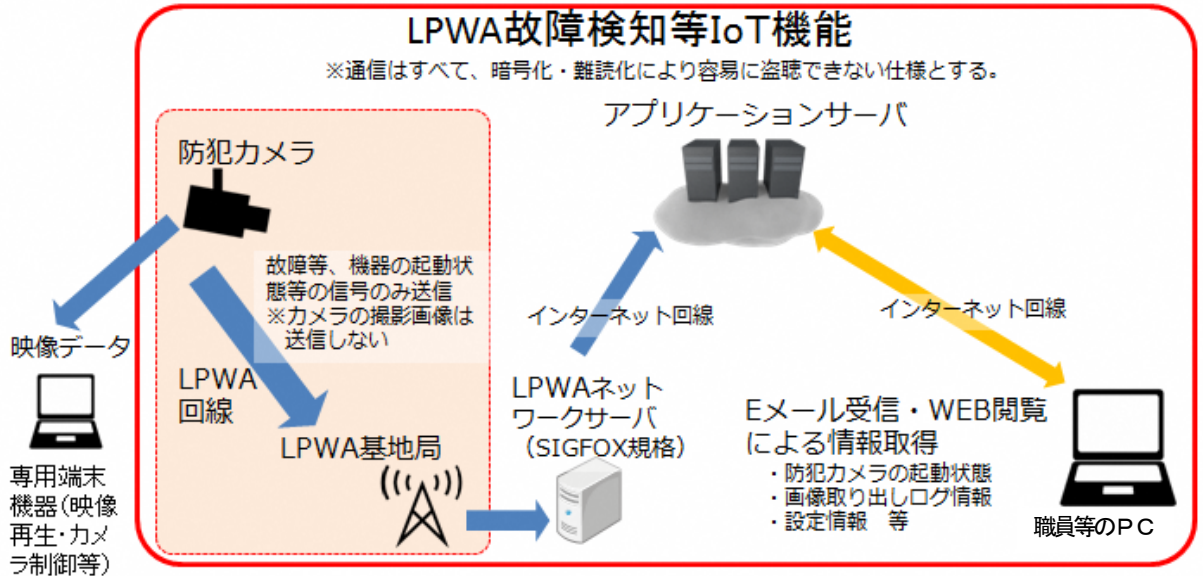 LPWA故障検知等IoT機能
※通信はすべて、暗号化・難読化により容易に盗聴できない仕様とする。
アプリケーションサーバ
防犯カメラ
故障等、機器の起動状
態等の信号のみ送信
※カメラの撮影画像は
送信しない
インターネット回線
インターネット回線
映像データ
LPWA
回線
LPWA基地局
LPWAネット
ワークサーバ
（SIGFOX規格）
Eメール受信・WEB閲覧
による情報取得
・防犯カメラの起動状態
・画像取り出しログ情報
・設定情報　等
専用端末
機器（映像
再生・カメ
ラ制御等）
職員等のＰＣ